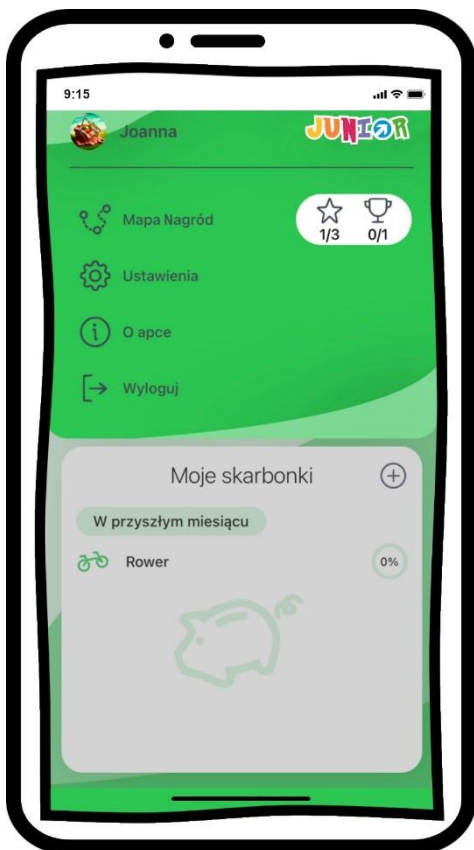 9:15
Joanna
JUNIOR
Mapa Nagród
1/3 0/1
Ustawienia
O apce
Wyloguj
Moje skarbonki
W przyszłym miesiącu
Rower
0%